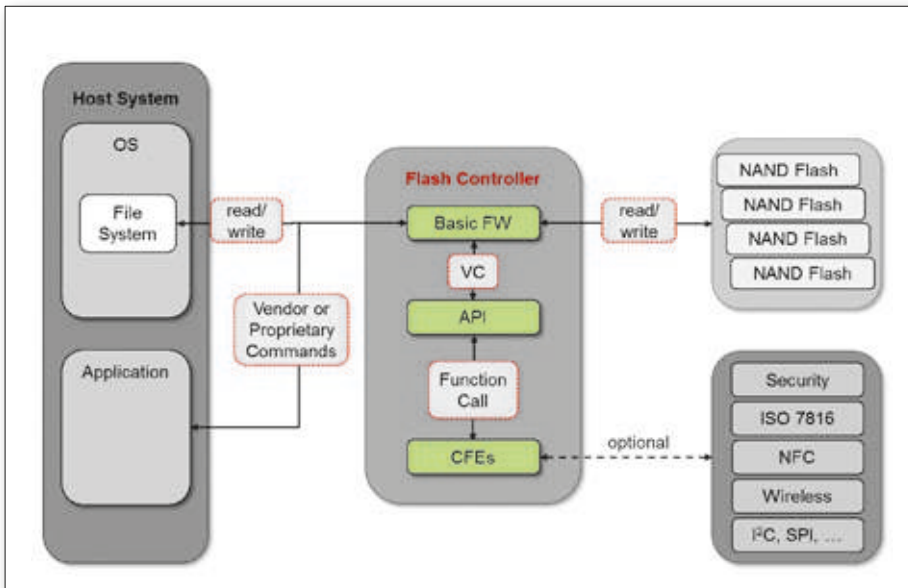 Host System
OS
File
System
read/
write
Vendor or
Proprietary
Commands
Application
Flash Controller
Basic FW
VC
API
Function
Call
CFEs
read/
write
optional
NAND Flash
NAND Flash
NAND Flash
NAND Flash
Security
ISO 7816
NFC
Wireless
I²C, SPI, ...